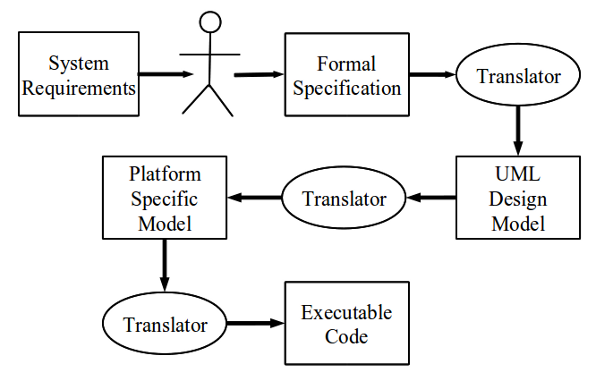 System
Requirements
Formal
Specification
Translator
UML
Design
Model
Translator
Platform
Specific
Model
Translator
Executable
Code